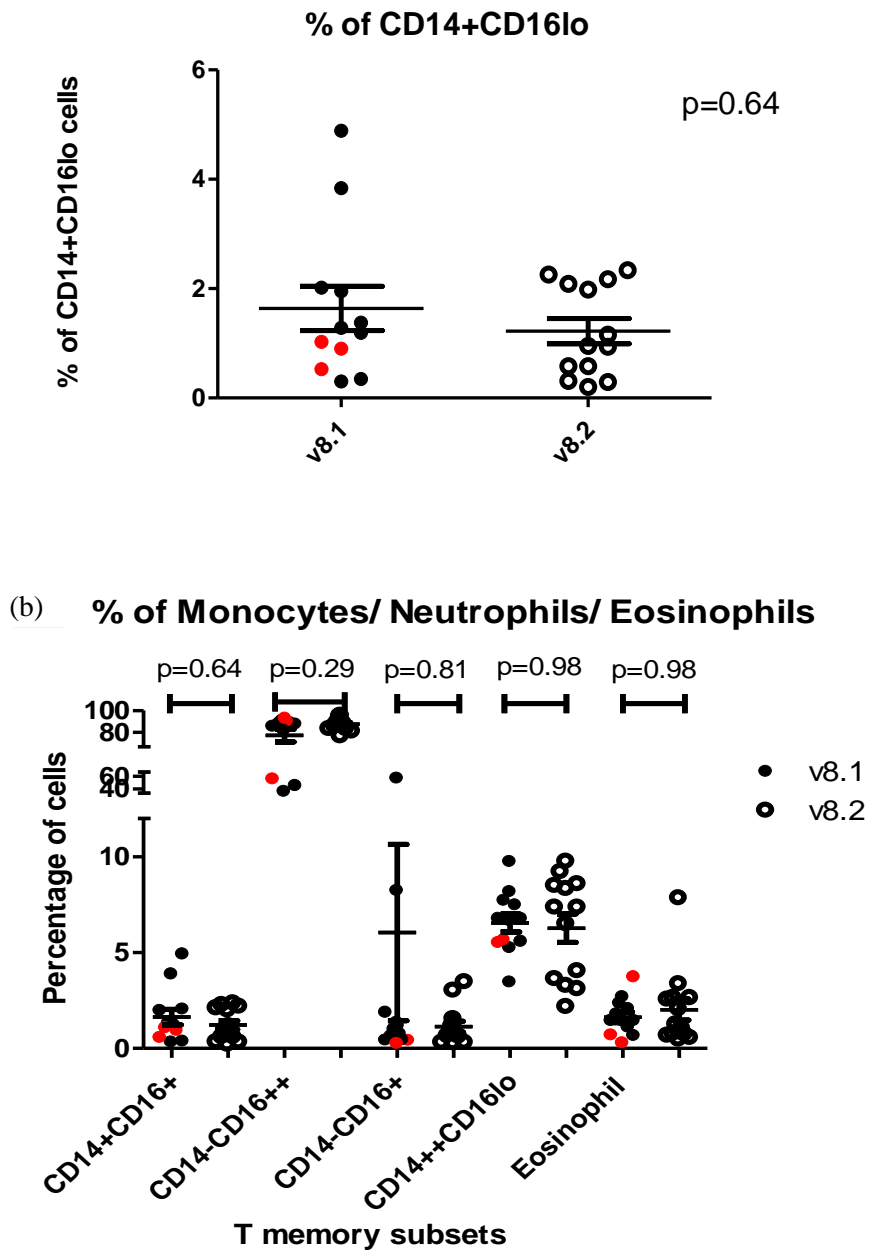 % of CD14+CD16lo
p=0.64
% of CD14+CD16lo cells
6
4
2
0
v8.1
v8.2
(b)
% of Monocytes/ Neutrophils/ Eosinophils
p=0.64
p=0.29
p=0.81
p=0.98
p=0.98
Percentage of cells
100
80
60
40
10
5
0
v8.1
v8.2
CD14+CD16+
CD14-CD16++
CD14-CD16+
CD14++CD16lo
Eosinophil
T memory subsets